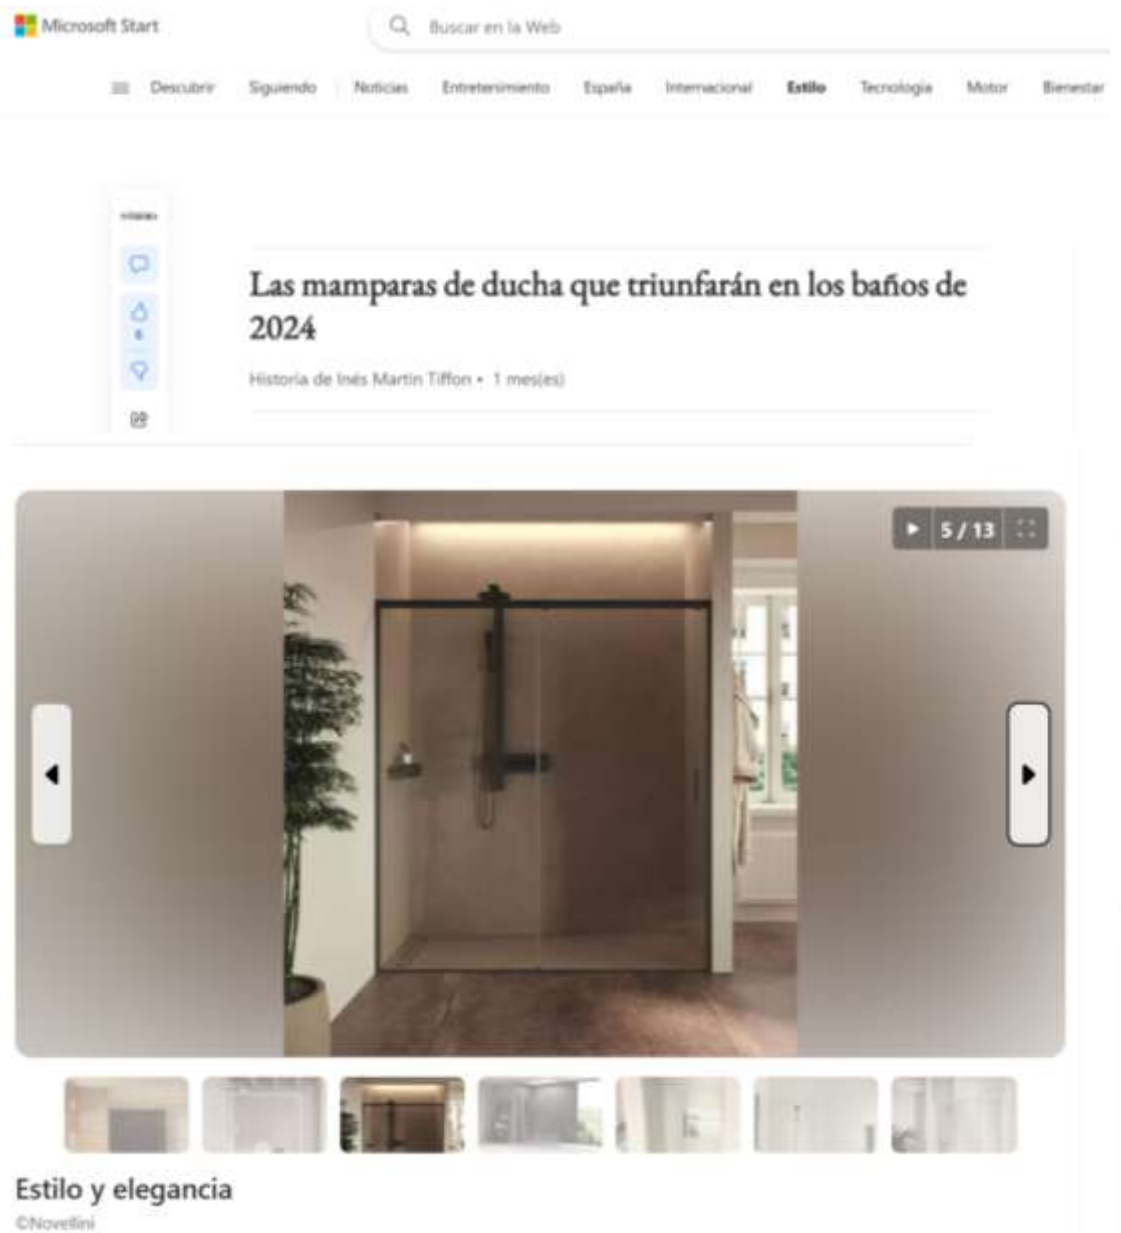 Microsoft Start
Buscar en la Web
Descubrir Siguiendo Noticias Entretenimiento España Internacional Estilo Tecnología Motor Bienestar
Las mamparas de ducha que triunfarán en los baños de
2024
Historia de Inés Martín Tiffon • 1 mes(es)
6
5 / 13
Estilo y elegancia
©Novellini